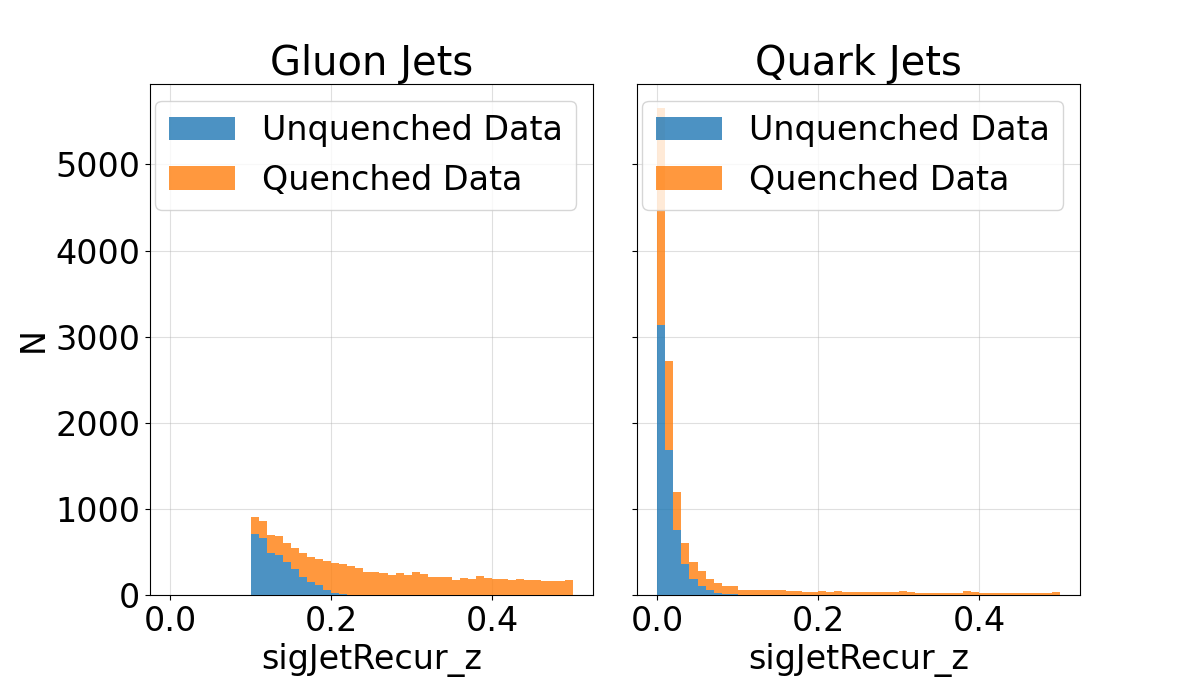 Gluon Jets
Quark Jets
Unquenched Data
Quenched Data
Unquenched Data
Quenched Data
5000
4000
3000
2000
1000
0
N
0.0 0.2 0.4
0.0 0.2 0.4
sigJetRecur_z
sigJetRecur_z